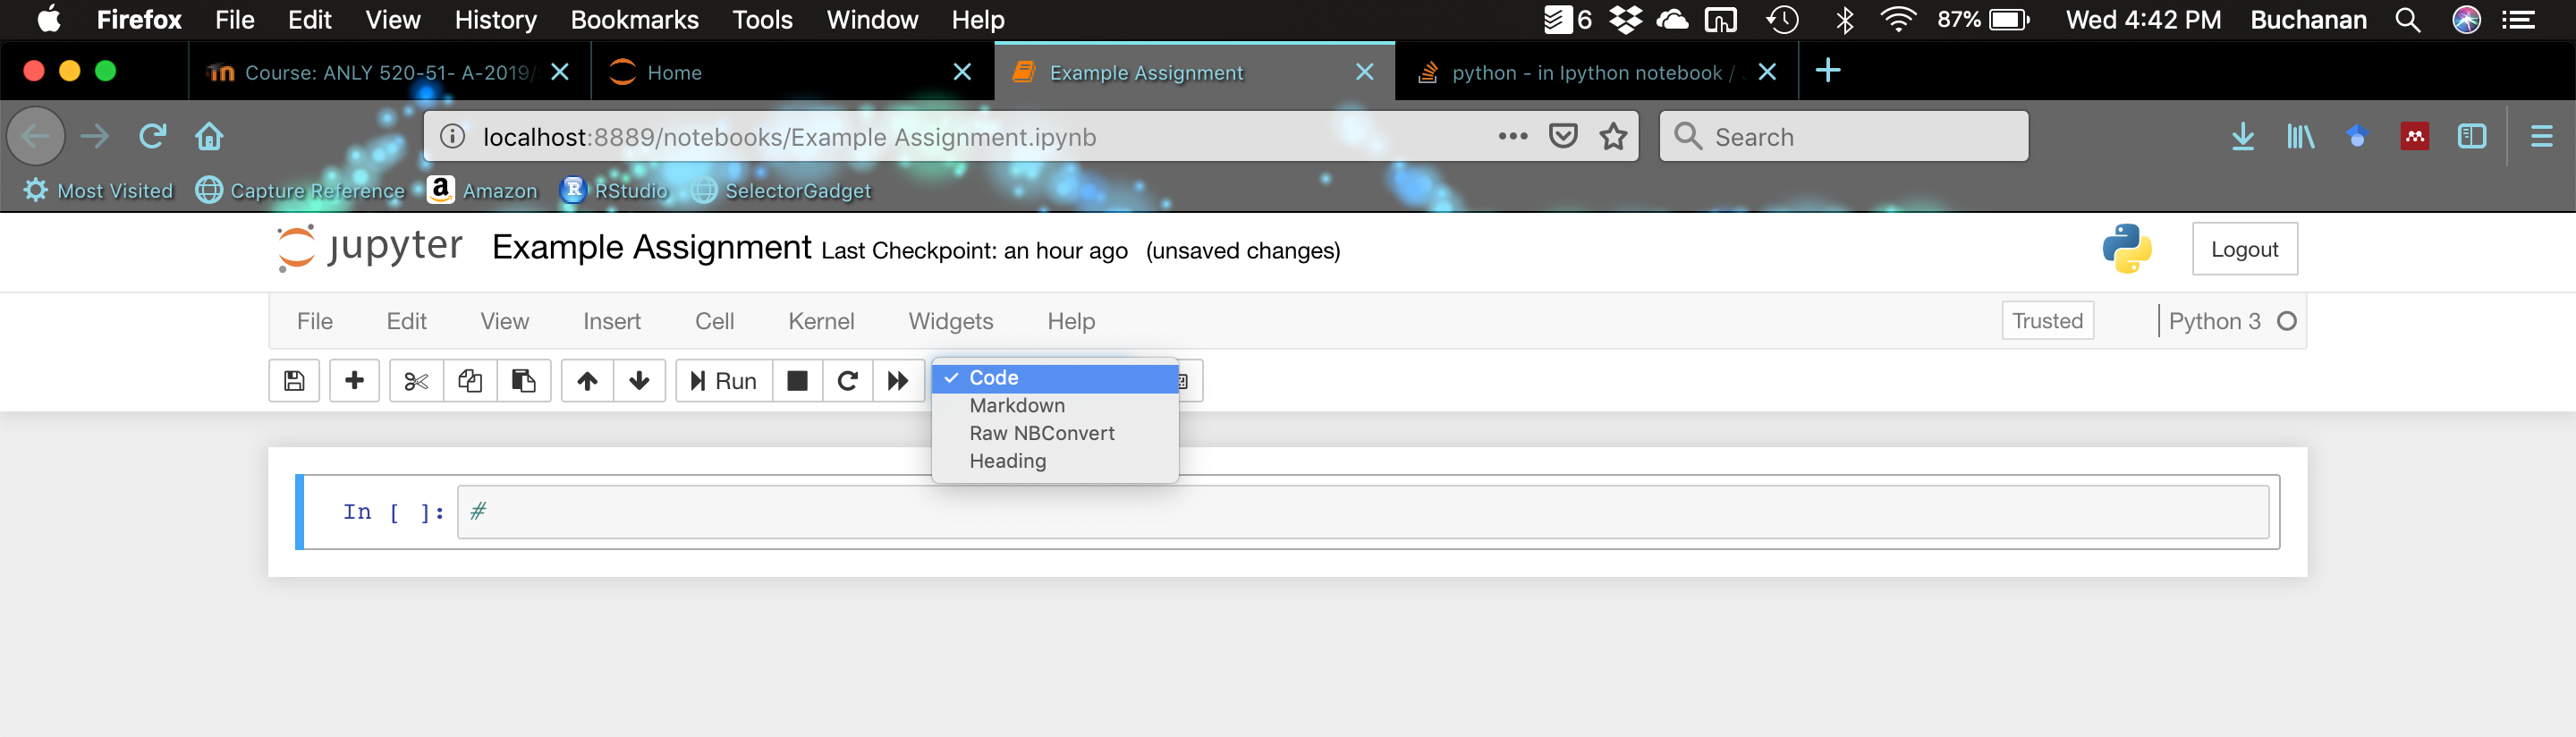 Firefox File Edit View History Bookmarks Tools Window Help 6 87% Wed 4:42 PM Buchanan
Course: ANLY 520-51- A-2019/ Home Example Assignment python - in Ipython notebook /
localhost:8889/notebooks/Example Assignment.ipynb Search
Most Visited Capture Reference Amazon RStudio SelectorGadget
jupyter Example Assignment Last Checkpoint: an hour ago (unsaved changes) Logout
File Edit View Insert Cell Kernel Widgets Help Trusted Python 3
Run
Code
Markdown
Raw NBConvert
Heading
In [ ]: #